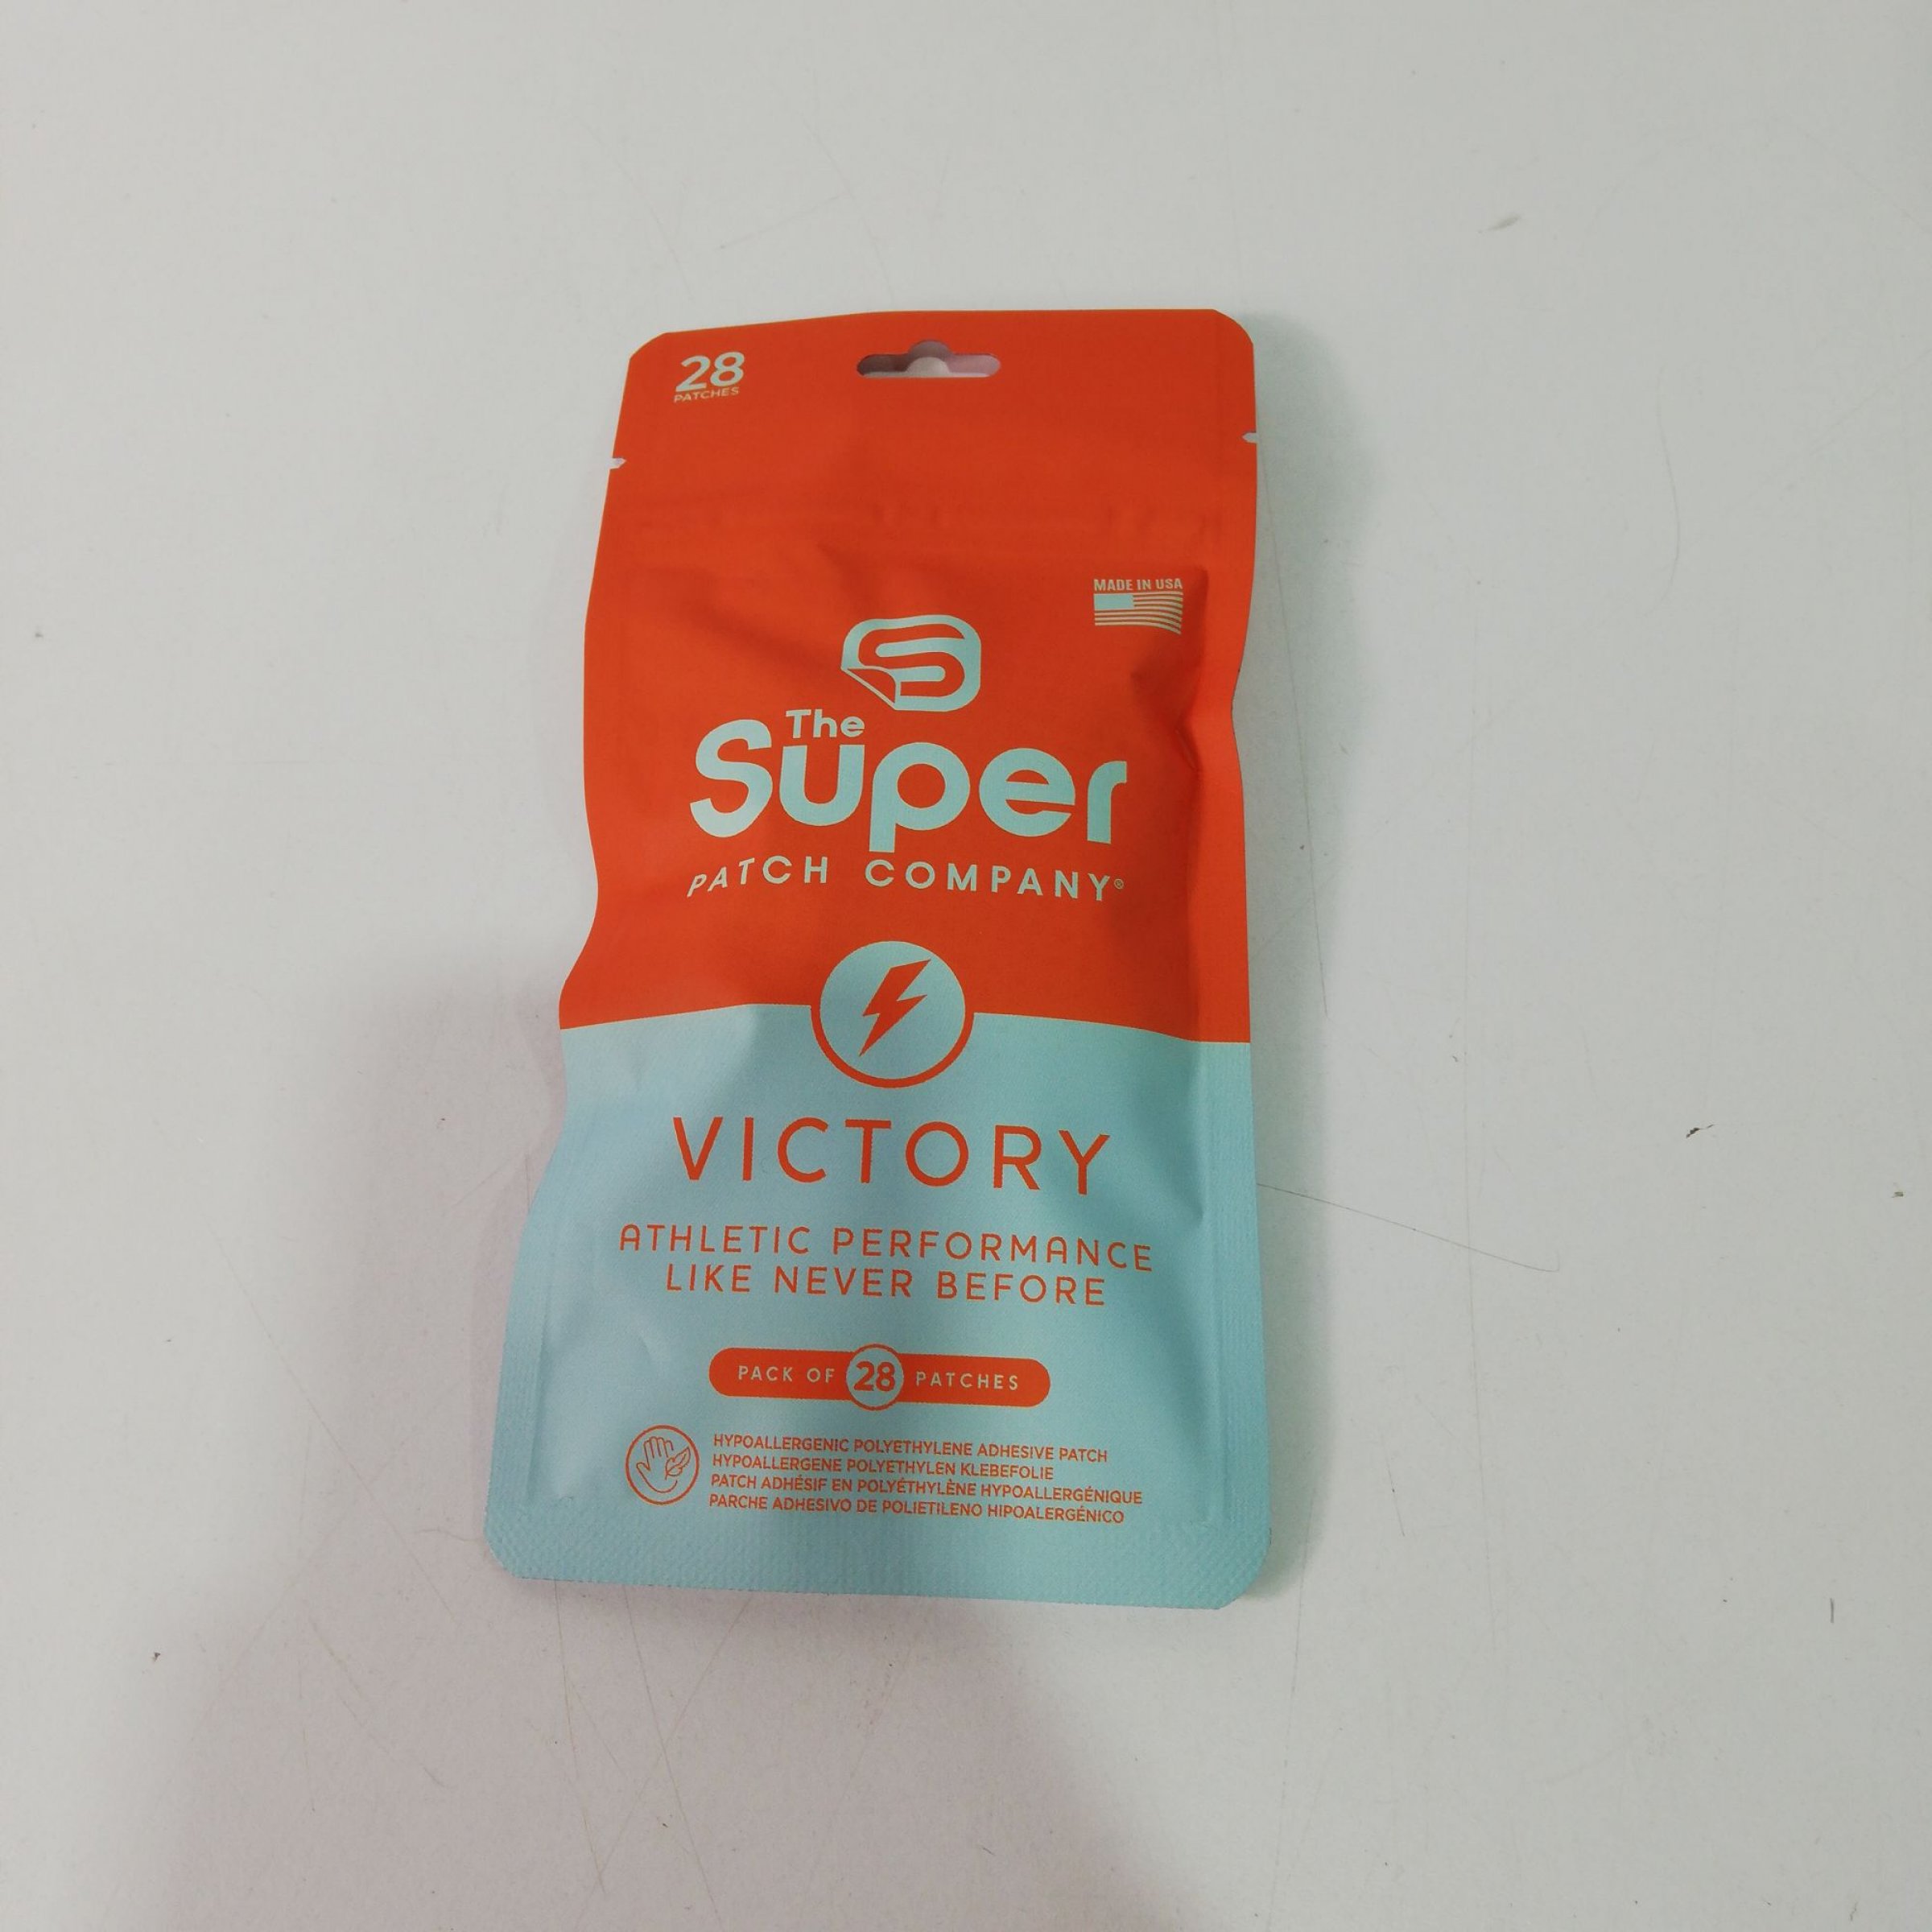 28
PATCHES
MADE IN USA
The
Super
PATCH COMPANY®
VICTORY
ATHLETIC PERFORMANCE
LIKE NEVER BEFORE
PACK OF 28 PATCHES
HYPOALLERGENIC POLYETHYLENE ADHESIVE PATCH
HYPOALLERGENE POLYETHYLEN KLEBEFOLIE
PATCH ADHÉSIF EN POLYÉTHYLÈNE HYPOALLERGÉNIQUE
PARCHE ADHESIVO DE POLIETILENO HIPOALERGÉNICO